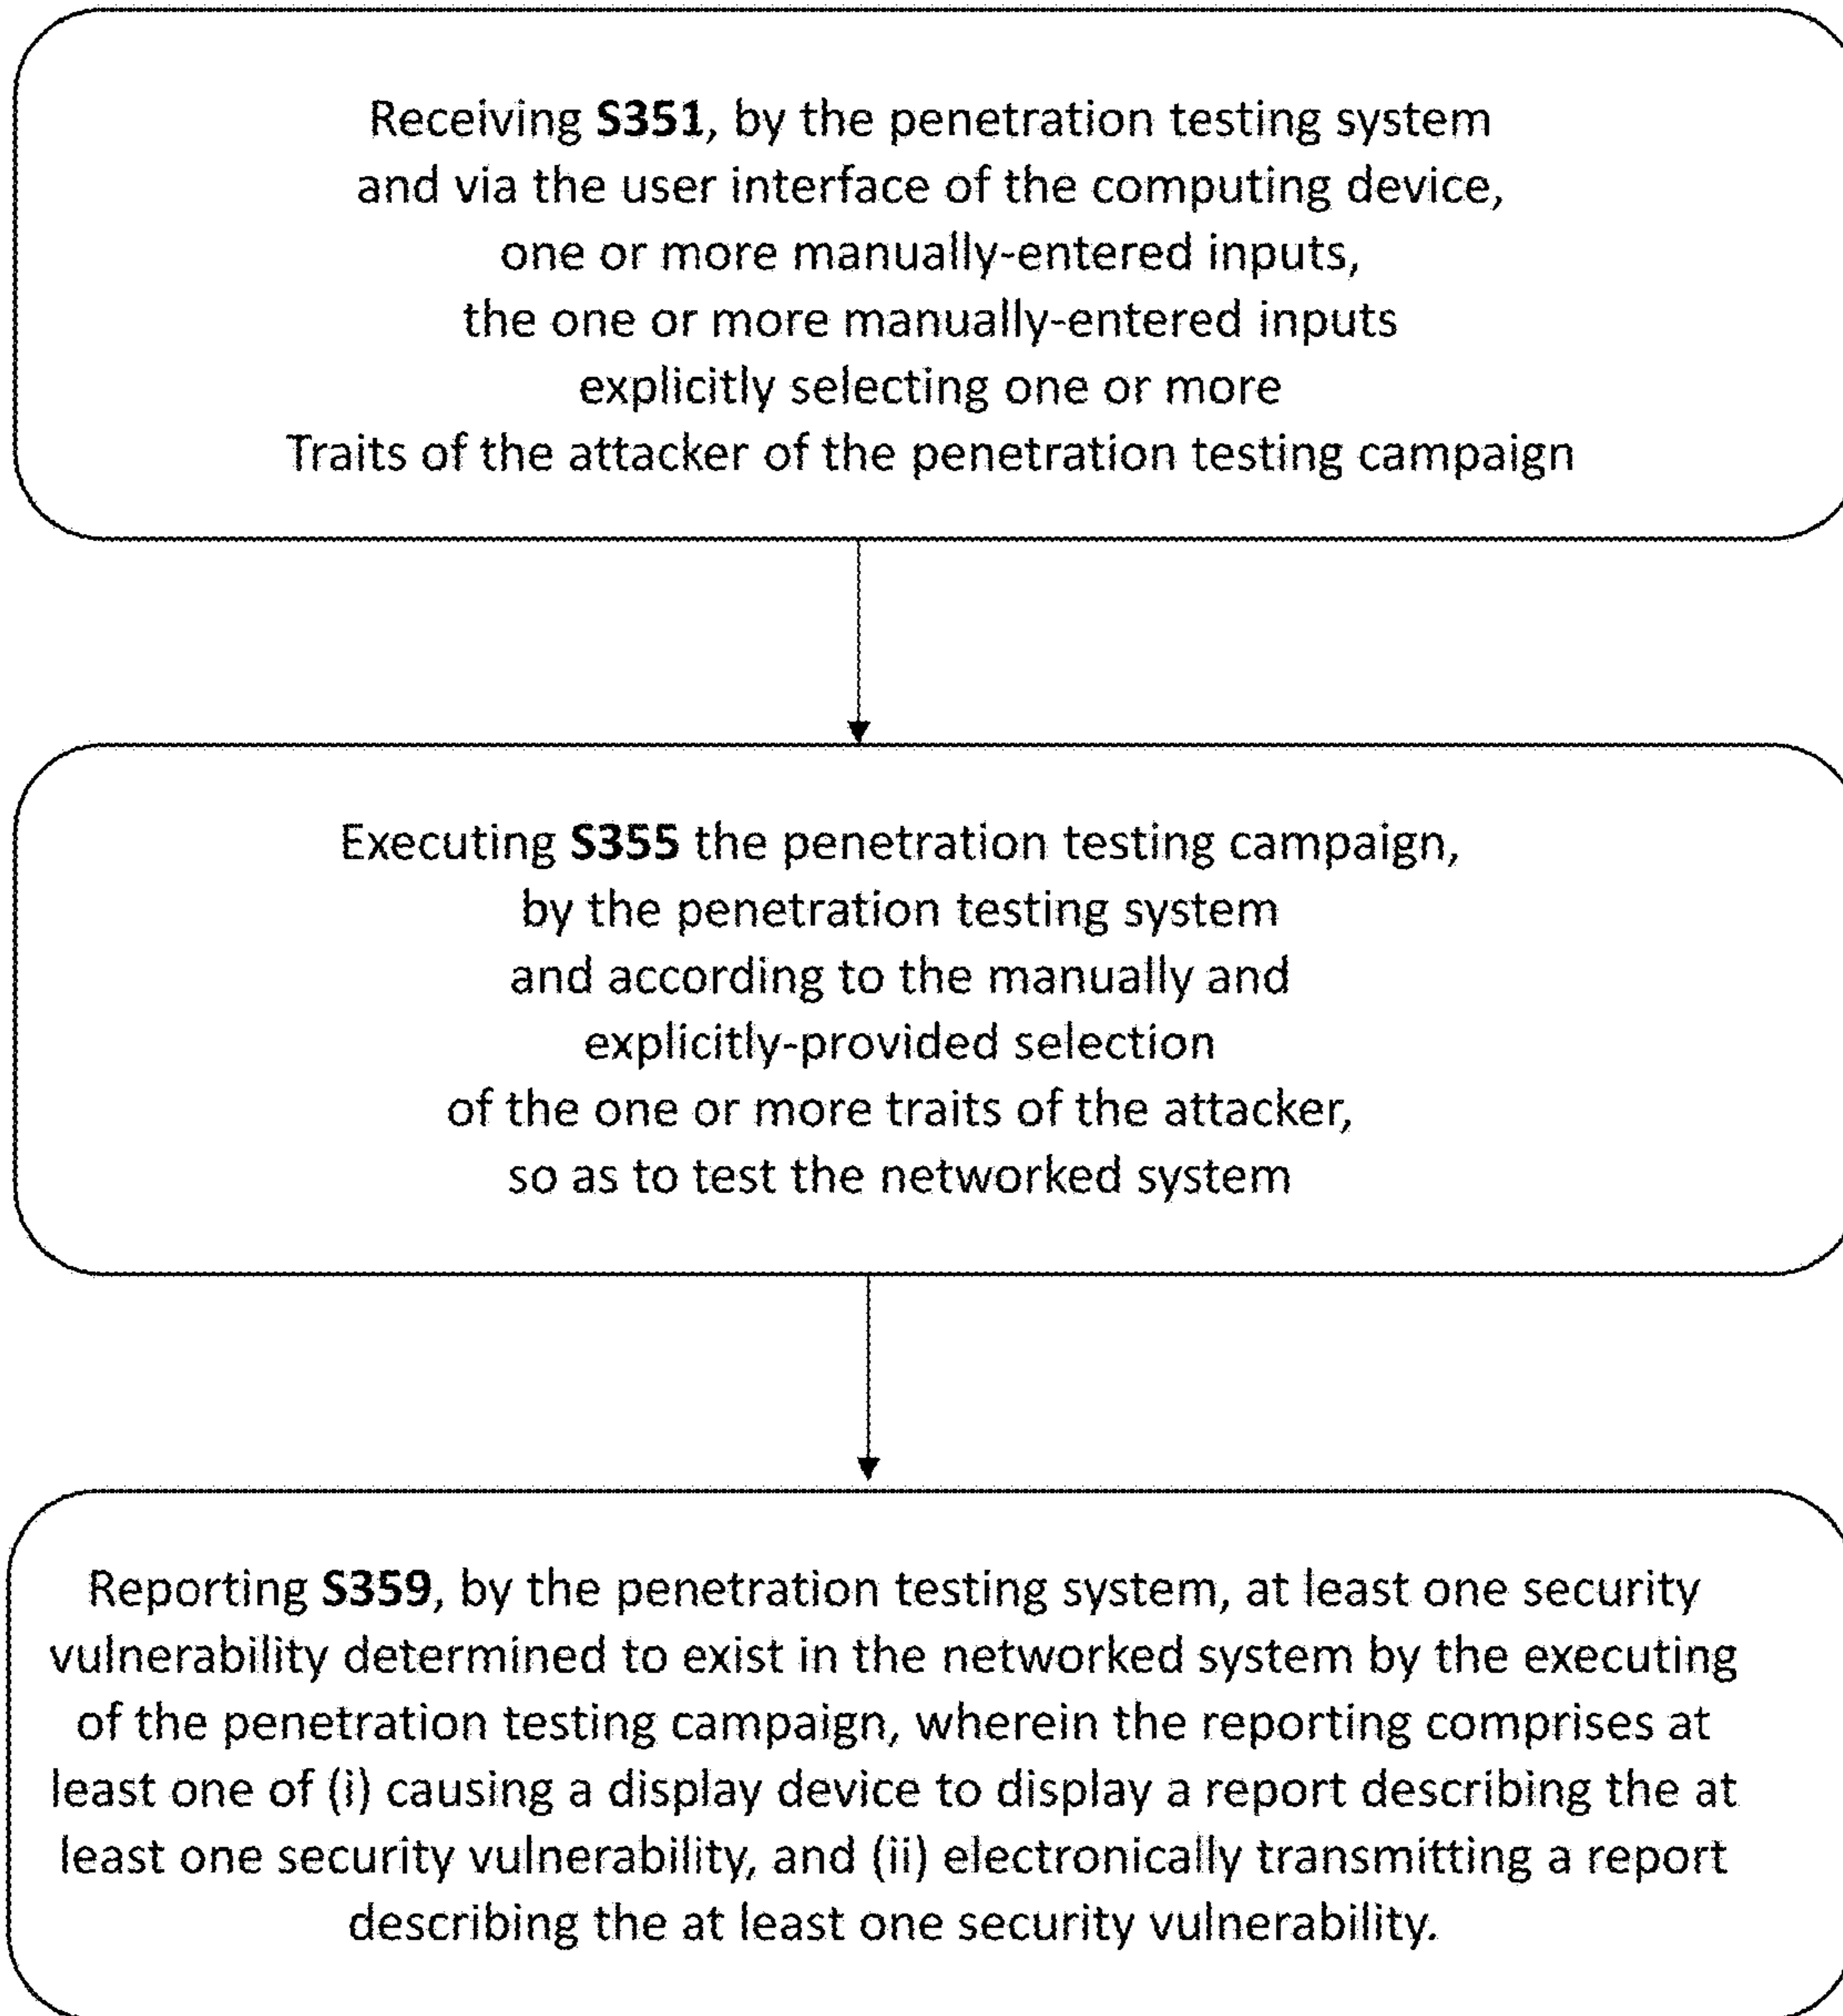 Receiving S351, by the penetration testing system
and via the user interface of the computing device,
one or more manually-entered inputs,
the one or more manually-entered inputs
explicitly selecting one or more
Traits of the attacker of the penetration testing campaign
Executing S355 the penetration testing campaign,
by the penetration testing system
and according to the manually and
explicitly-provided selection
of the one or more traits of the attacker,
so as to test the networked system
Reporting S359, by the penetration testing system, at least one security
vulnerability determined to exist in the networked system by the executing
of the penetration testing campaign, wherein the reporting comprises at
least one of (i) causing a display device to display a report describing the at
least one security vulnerability, and (ii) electronically transmitting a report
describing the at least one security vulnerability.